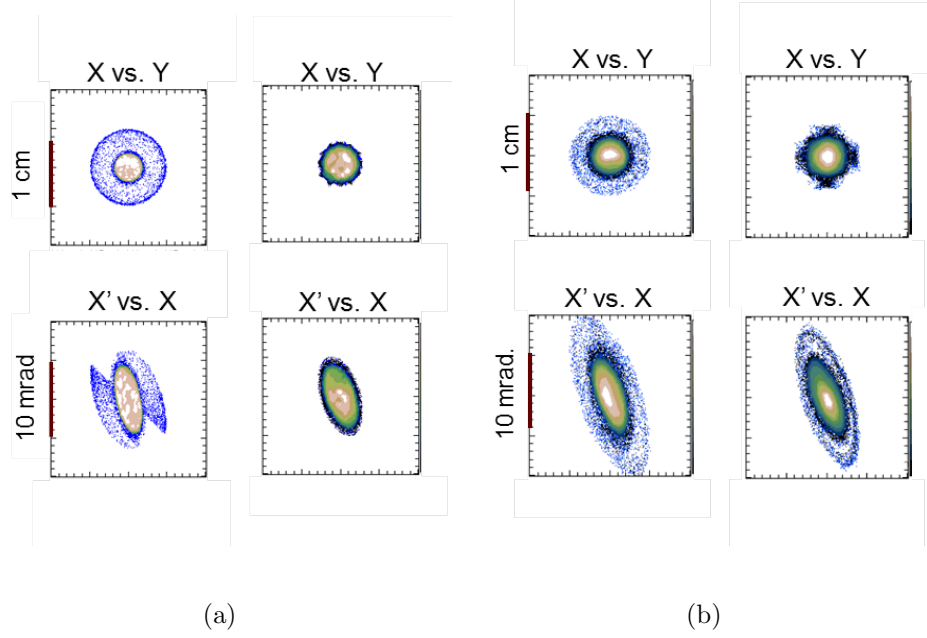 X vs. Y
X vs. Y
1 cm
X' vs. X
X' vs. X
10 mrad
(a)
X vs. Y
X vs. Y
1 cm
X' vs. X
X' vs. X
10 mrad.
(b)